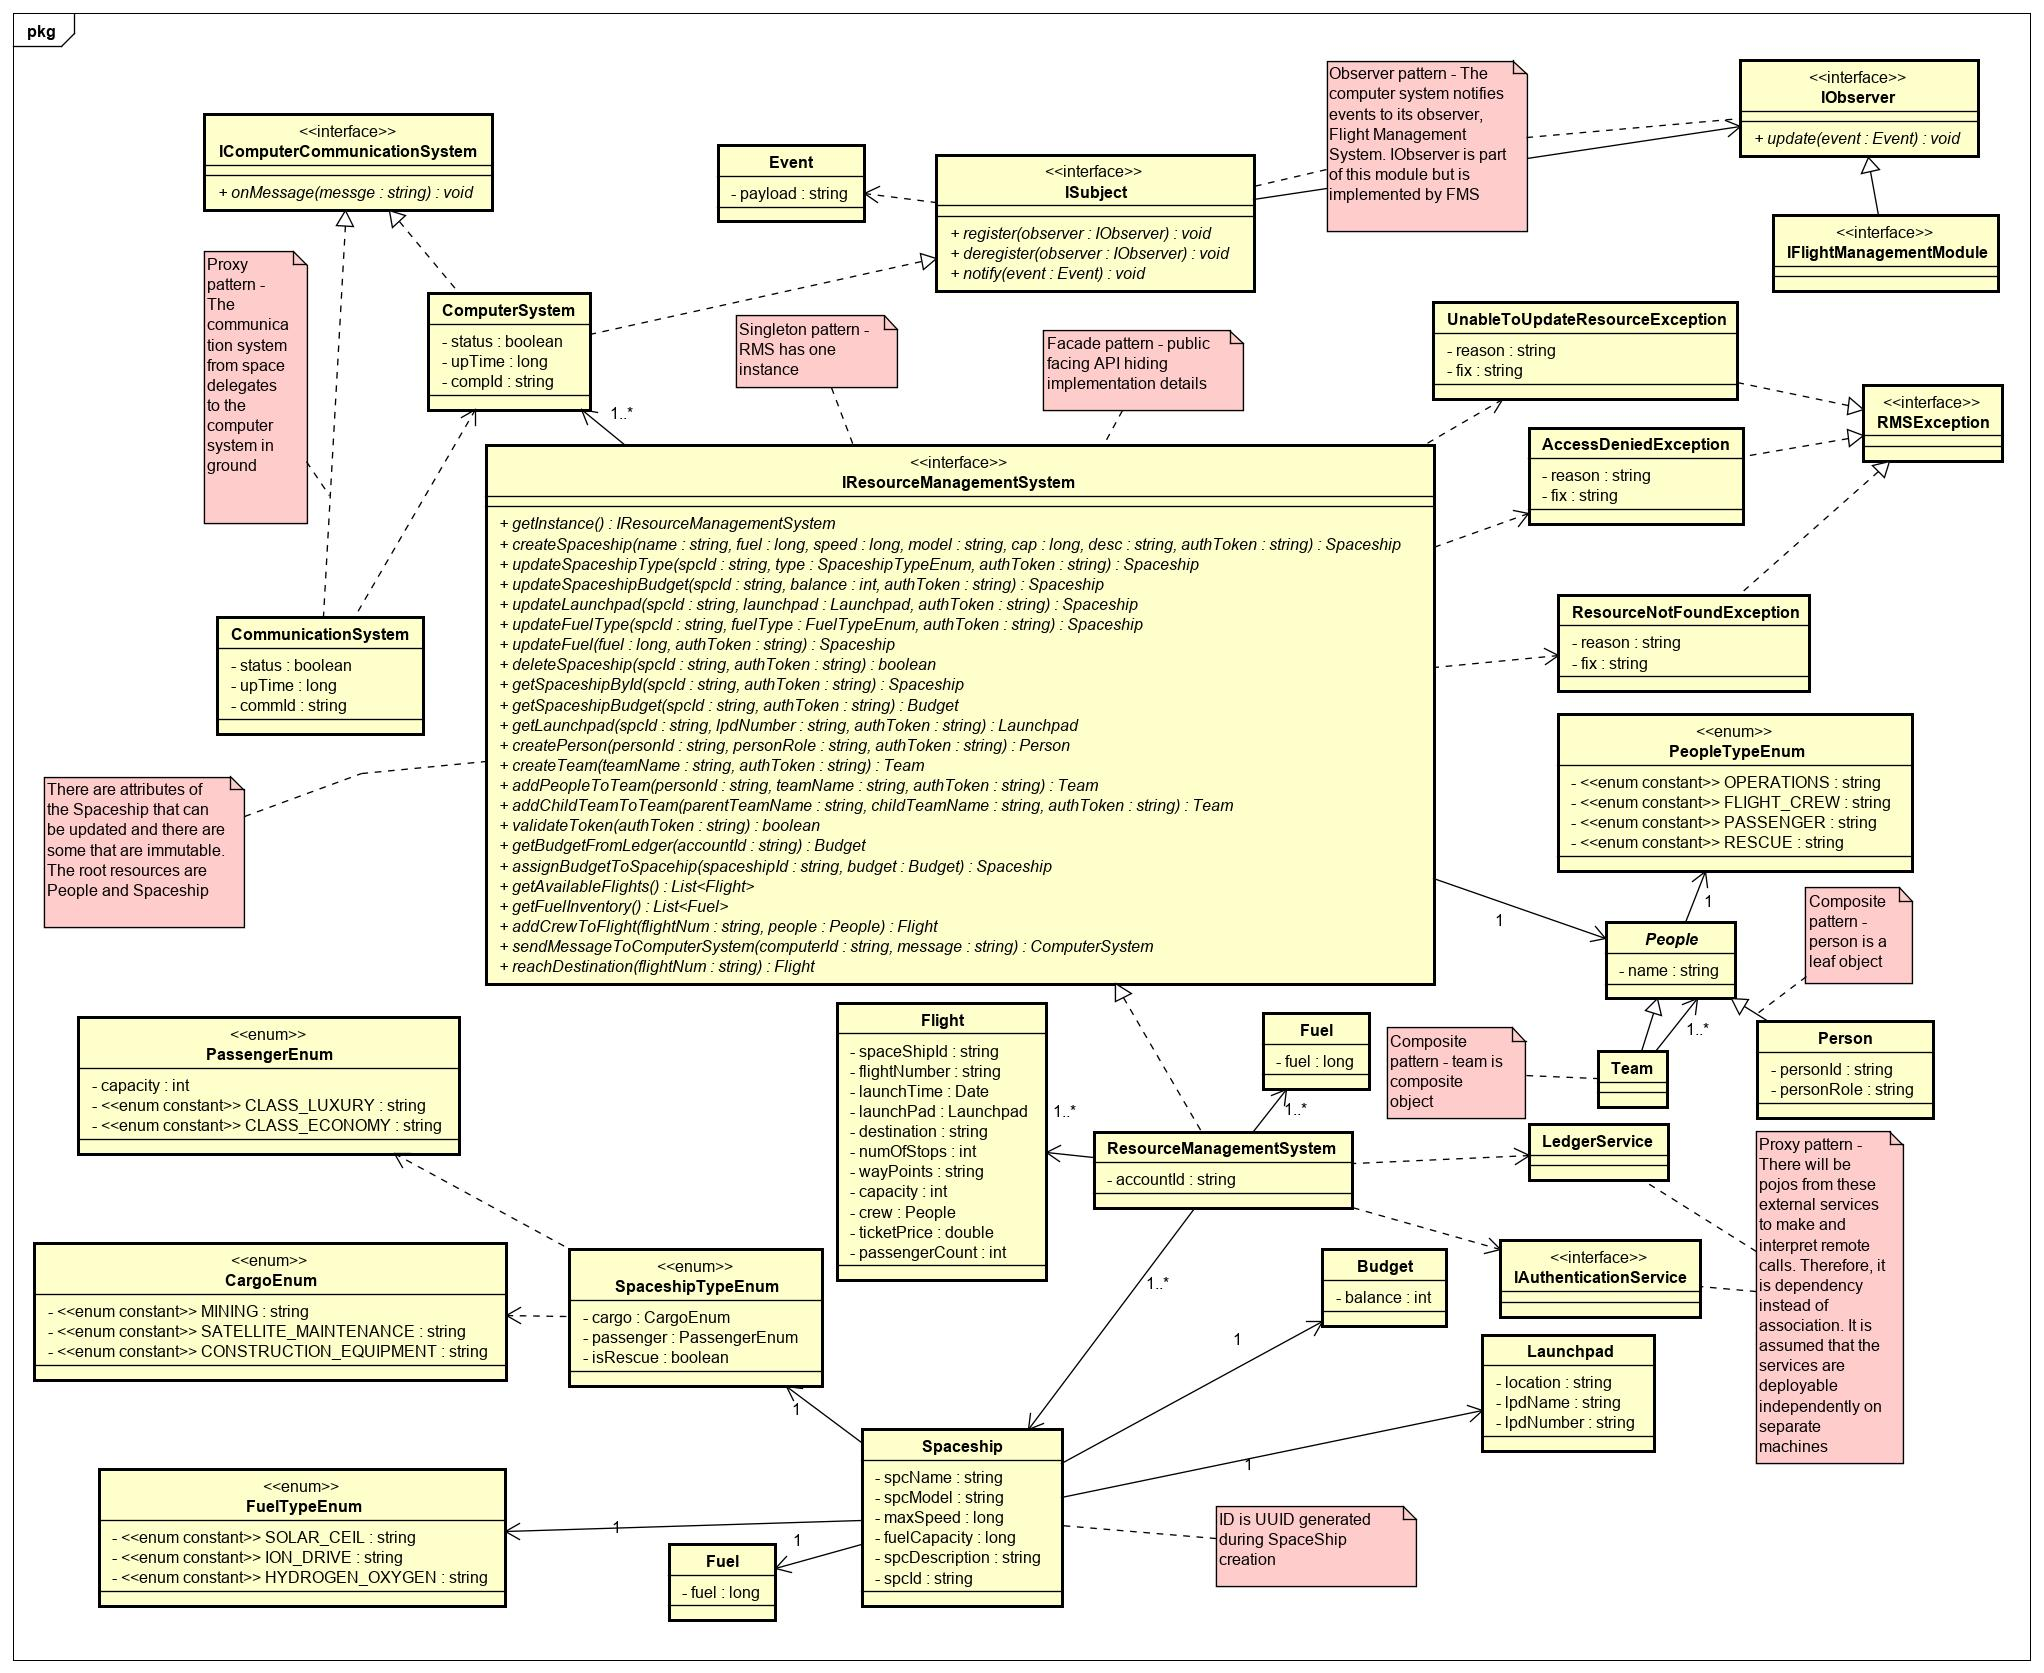 pkg
<<interface>>
IComputerCommunicationSystem
+ onMessage(messge : string) : void
Event
- payload : string
<<interface>>
ISubject
+ register(observer : IObserver) : void
+ deregister(observer : IObserver) : void
+ notify(event : Event) : void
Observer pattern - The
computer system notifies
events to its observer,
Flight Management
System. IObserver is part
of this module but is
implemented by FMS
<<interface>>
IObserver
+ update(event : Event) : void
<<interface>>
IFlightManagementModule
Proxy
pattern -
The
communica
tion system
from space
delegates
to the
computer
system in
ground
ComputerSystem
- status : boolean
- upTime : long
- compId : string
1..*
Singleton pattern -
RMS has one
instance
Facade pattern - public
facing API hiding
implementation details
UnableToUpdateResourceException
- reason : string
- fix : string
<<interface>>
RMSException
AccessDeniedException
- reason : string
- fix : string
ResourceNotFoundException
- reason : string
- fix : string
CommunicationSystem
- status : boolean
- upTime : long
- commId : string
<<interface>>
IResourceManagementSystem
+ getInstance() : IResourceManagementSystem
+ createSpaceship(name : string, fuel : long, speed : long, model : string, cap : long, desc : string, authToken : string) : Spaceship
+ updateSpaceshipType(spcId : string, type : SpaceshipTypeEnum, authToken : string) : Spaceship
+ updateSpaceshipBudget(spcId : string, balance : int, authToken : string) : Spaceship
+ updateLaunchpad(spcId : string, launchpad : Launchpad, authToken : string) : Spaceship
+ updateFuelType(spcId : string, fuelType : FuelTypeEnum, authToken : string) : Spaceship
+ updateFuel(fuel : long, authToken : string) : Spaceship
+ deleteSpaceship(spcId : string, authToken : string) : boolean
+ getSpaceshipById(spcId : string, authToken : string) : Spaceship
+ getSpaceshipBudget(spcId : string, authToken : string) : Budget
+ getLaunchpad(spcId : string, lpdNumber : string, authToken : string) : Launchpad
+ createPerson(personId : string, personRole : string, authToken : string) : Person
+ createTeam(teamName : string, authToken : string) : Team
+ addPeopleToTeam(personId : string, teamName : string, authToken : string) : Team
+ addChildTeamToTeam(parentTeamName : string, childTeamName : string, authToken : string) : Team
+ validateToken(authToken : string) : boolean
+ getBudgetFromLedger(accountId : string) : Budget
+ assignBudgetToSpacehip(spaceshipId : string, budget : Budget) : Spaceship
+ getAvailableFlights() : List<Flight>
+ getFuelInventory() : List<Fuel>
+ addCrewToFlight(flightNum : string, people : People) : Flight
+ sendMessageToComputerSystem(computerId : string, message : string) : ComputerSystem
+ reachDestination(flightNum : string) : Flight
There are attributes of
the Spaceship that can
be updated and there are
some that are immutable.
The root resources are
People and Spaceship
<<enum>>
PeopleTypeEnum
- <<enum constant>> OPERATIONS : string
- <<enum constant>> FLIGHT_CREW : string
- <<enum constant>> PASSENGER : string
- <<enum constant>> RESCUE : string
1
1
People
- name : string
Composite
pattern -
person is a
leaf object
1..*
Person
- personId : string
- personRole : string
Team
Composite
pattern - team is
composite
object
<<enum>>
PassengerEnum
- capacity : int
- <<enum constant>> CLASS_LUXURY : string
- <<enum constant>> CLASS_ECONOMY : string
Flight
- spaceShipId : string
- flightNumber : string
- launchTime : Date
- launchPad : Launchpad
- destination : string
- numOfStops : int
- wayPoints : string
- capacity : int
- crew : People
- ticketPrice : double
- passengerCount : int
1..*
Fuel
- fuel : long
1..*
ResourceManagementSystem
- accountId : string
LedgerService
Proxy pattern -
There will be
pojos from these
external services
to make and
interpret remote
calls. Therefore, it
is dependency
instead of
association. It is
assumed that the
services are
deployable
independently on
separate
machines
<<interface>>
IAuthenticationService
<<enum>>
CargoEnum
- <<enum constant>> MINING : string
- <<enum constant>> SATELLITE_MAINTENANCE : string
- <<enum constant>> CONSTRUCTION_EQUIPMENT : string
<<enum>>
SpaceshipTypeEnum
- cargo : CargoEnum
- passenger : PassengerEnum
- isRescue : boolean
1..*
Budget
- balance : int
1
Launchpad
- location : string
- lpdName : string
- lpdNumber : string
1
1
Spaceship
- spcName : string
- spcModel : string
- maxSpeed : long
- fuelCapacity : long
- spcDescription : string
- spcId : string
<<enum>>
FuelTypeEnum
- <<enum constant>> SOLAR_CEIL : string
- <<enum constant>> ION_DRIVE : string
- <<enum constant>> HYDROGEN_OXYGEN : string
1
1
Fuel
- fuel : long
ID is UUID generated
during SpaceShip
creation